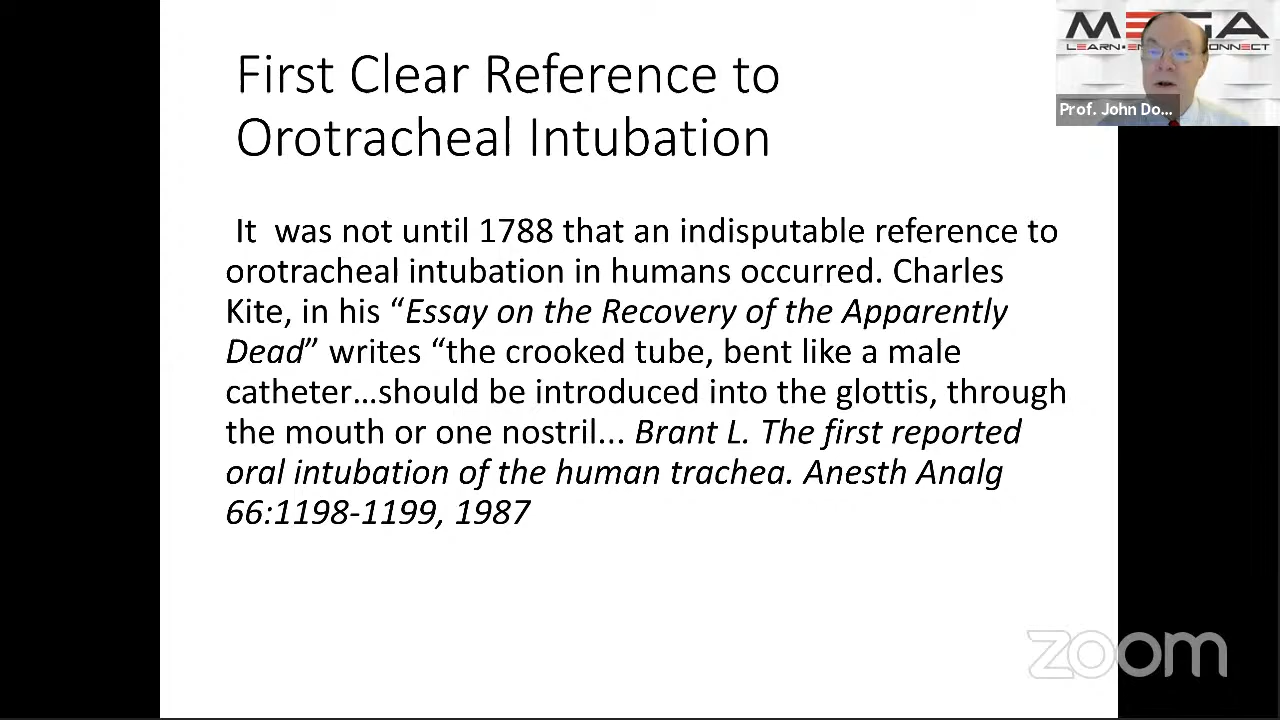 First Clear Reference to
Orotracheal Intubation
It was not until 1788 that an indisputable reference to
orotracheal intubation in humans occurred. Charles
Kite, in his “Essay on the Recovery of the Apparently
Dead” writes “the crooked tube, bent like a male
catheter…should be introduced into the glottis, through
the mouth or one nostril... Brant L. The first reported
oral intubation of the human trachea. Anesth Analg
66:1198-1199, 1987
Prof. John Do...
zoom